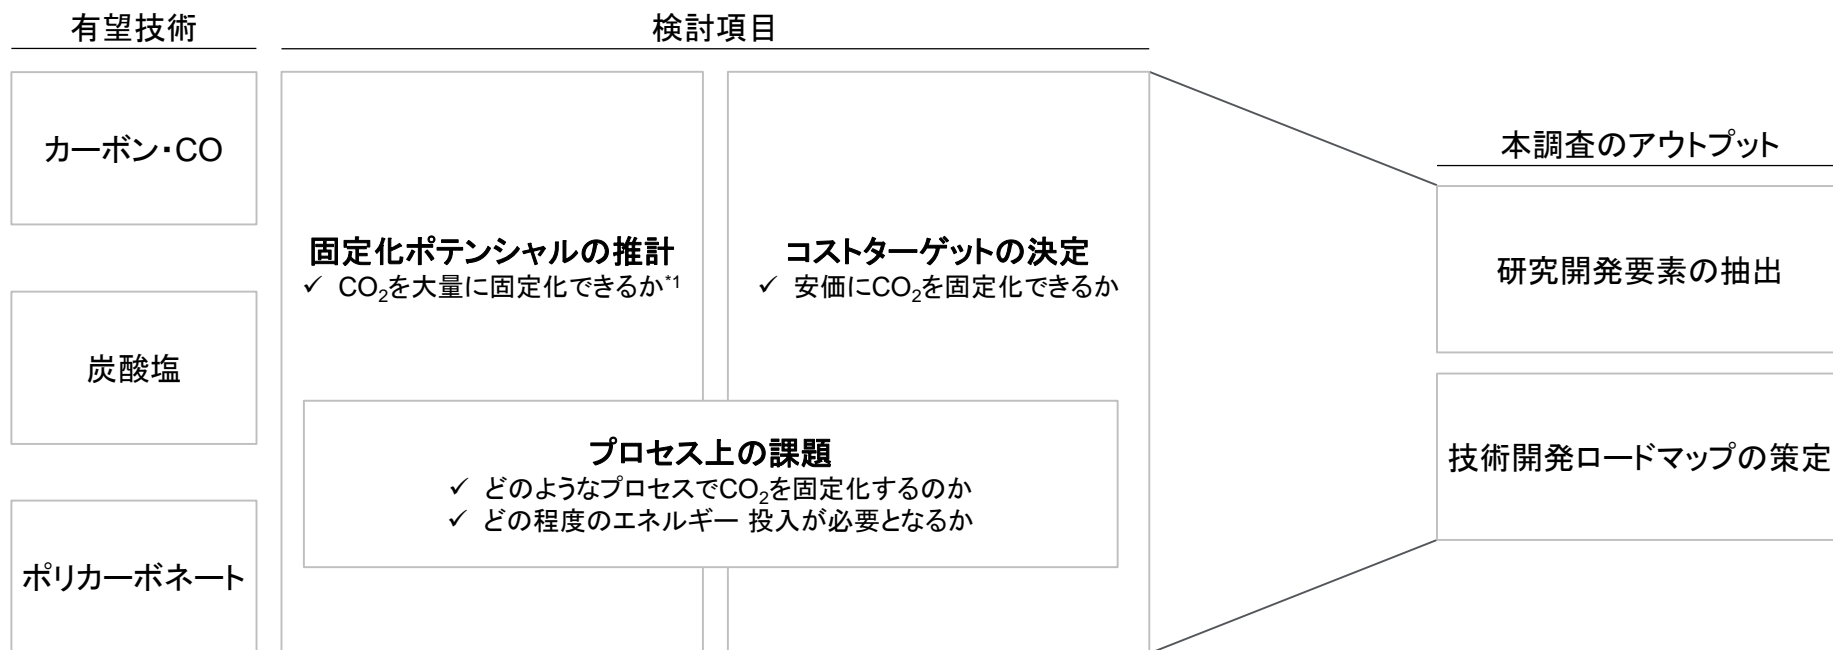 有望技術
検討項目
カーボン・CO
炭酸塩
ポリカーボネート
固定化ポテンシャルの推計
✓ CO₂を大量に固定化できるか*1
コストターゲットの決定
✓ 安価にCO₂を固定化できるか
プロセス上の課題
✓ どのようなプロセスでCO₂を固定化するのか
✓ どの程度のエネルギー 投入が必要となるか
本調査のアウトプット
研究開発要素の抽出
技術開発ロードマップの策定